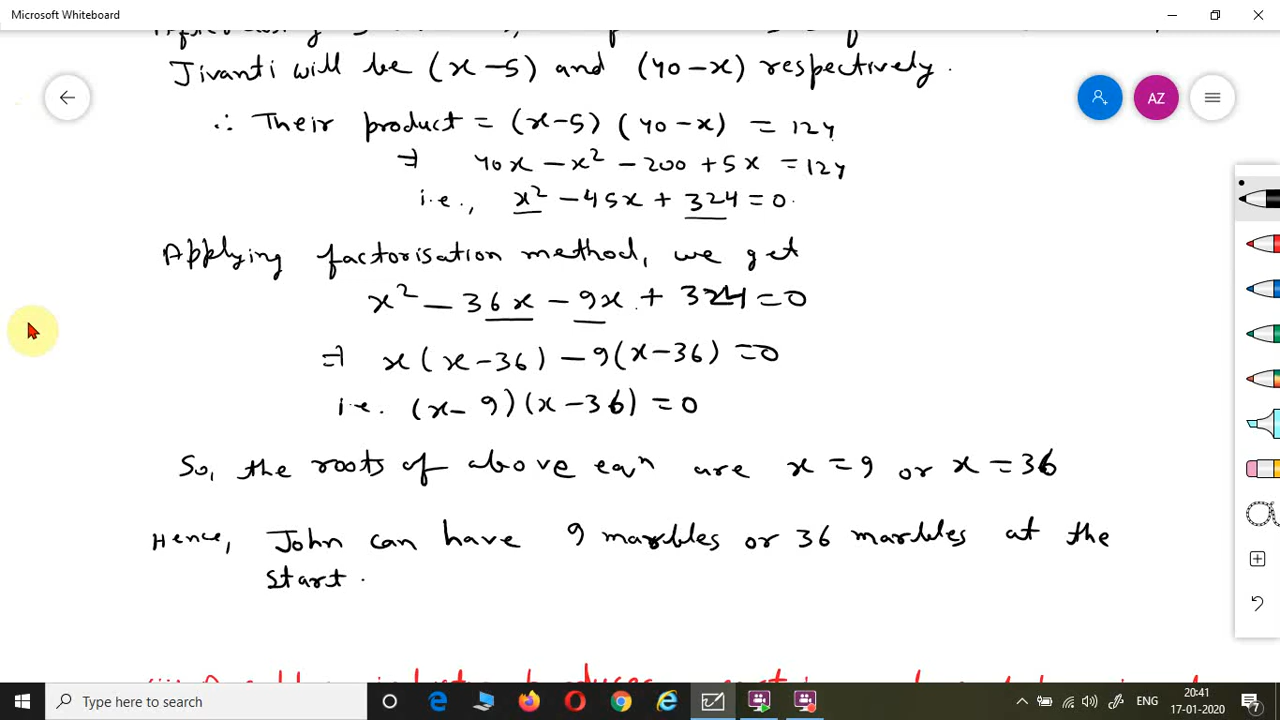 Microsoft Whiteboard
Jivanti will be (x-5) and (40-x) respectively.
∴ Their product = (x-5) (40-x) = 124
⇒ 40x - x² - 200 + 5x = 124
i.e., x² - 45x + 324 = 0.
AZ
Applying factorisation method, we get
x² - 36x - 9x + 324 = 0
⇒ x(x-36) - 9(x-36) = 0
i.e. (x-9)(x-36) = 0
So, the roots of above eqⁿ are x = 9 or x = 36
Hence, John can have 9 marbles or 36 marbles at the
start.
Type here to search
ENG
20:41
17-01-2020
7